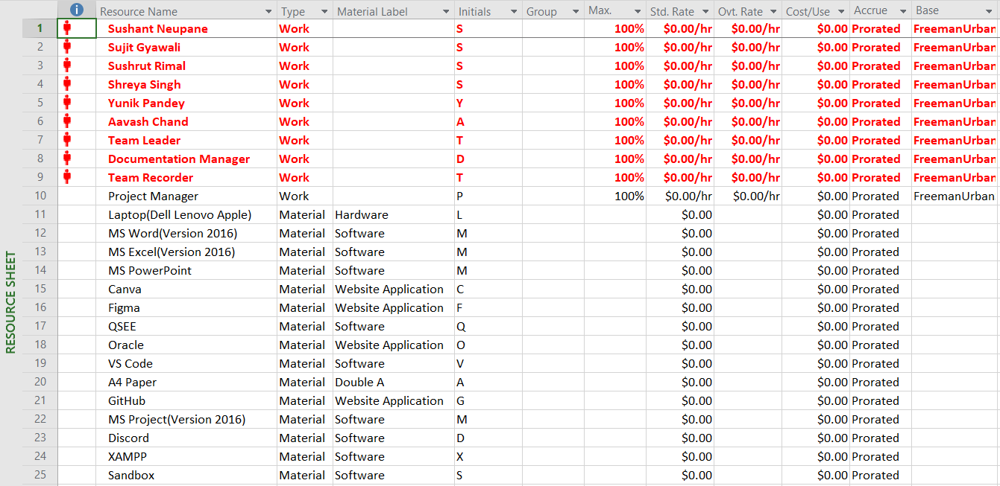 Resource Name Type Material Label Initials Group Max. Std. Rate Ovt. Rate Cost/Use Accrue Base
1 Sushant Neupane Work S 100% $0.00/hr $0.00/hr $0.00 Prorated FreemanUrban
2 Sujit Gyawali Work S 100% $0.00/hr $0.00/hr $0.00 Prorated FreemanUrban
3 Sushrut Rimal Work S 100% $0.00/hr $0.00/hr $0.00 Prorated FreemanUrban
4 Shreya Singh Work S 100% $0.00/hr $0.00/hr $0.00 Prorated FreemanUrban
5 Yunik Pandey Work Y 100% $0.00/hr $0.00/hr $0.00 Prorated FreemanUrban
6 Aavash Chand Work A 100% $0.00/hr $0.00/hr $0.00 Prorated FreemanUrban
7 Team Leader Work T 100% $0.00/hr $0.00/hr $0.00 Prorated FreemanUrban
8 Documentation Manager Work D 100% $0.00/hr $0.00/hr $0.00 Prorated FreemanUrban
9 Team Recorder Work T 100% $0.00/hr $0.00/hr $0.00 Prorated FreemanUrban
10 Project Manager Work P 100% $0.00/hr $0.00/hr $0.00 Prorated FreemanUrban
11 Laptop(Dell Lenovo Apple) Material Hardware L $0.00 $0.00 Prorated
12 MS Word(Version 2016) Material Software M $0.00 $0.00 Prorated
13 MS Excel(Version 2016) Material Software M $0.00 $0.00 Prorated
14 MS PowerPoint Material Software M $0.00 $0.00 Prorated
15 Canva Material Website Application C $0.00 $0.00 Prorated
16 Figma Material Website Application F $0.00 $0.00 Prorated
17 QSEE Material Software Q $0.00 $0.00 Prorated
18 Oracle Material Website Application O $0.00 $0.00 Prorated
19 VS Code Material Software V $0.00 $0.00 Prorated
20 A4 Paper Material Double A A $0.00 $0.00 Prorated
21 GitHub Material Website Application G $0.00 $0.00 Prorated
22 MS Project(Version 2016) Material Software M $0.00 $0.00 Prorated
23 Discord Material Software D $0.00 $0.00 Prorated
24 XAMPP Material Software X $0.00 $0.00 Prorated
25 Sandbox Material Software S $0.00 $0.00 Prorated
RESOURCE SHEET